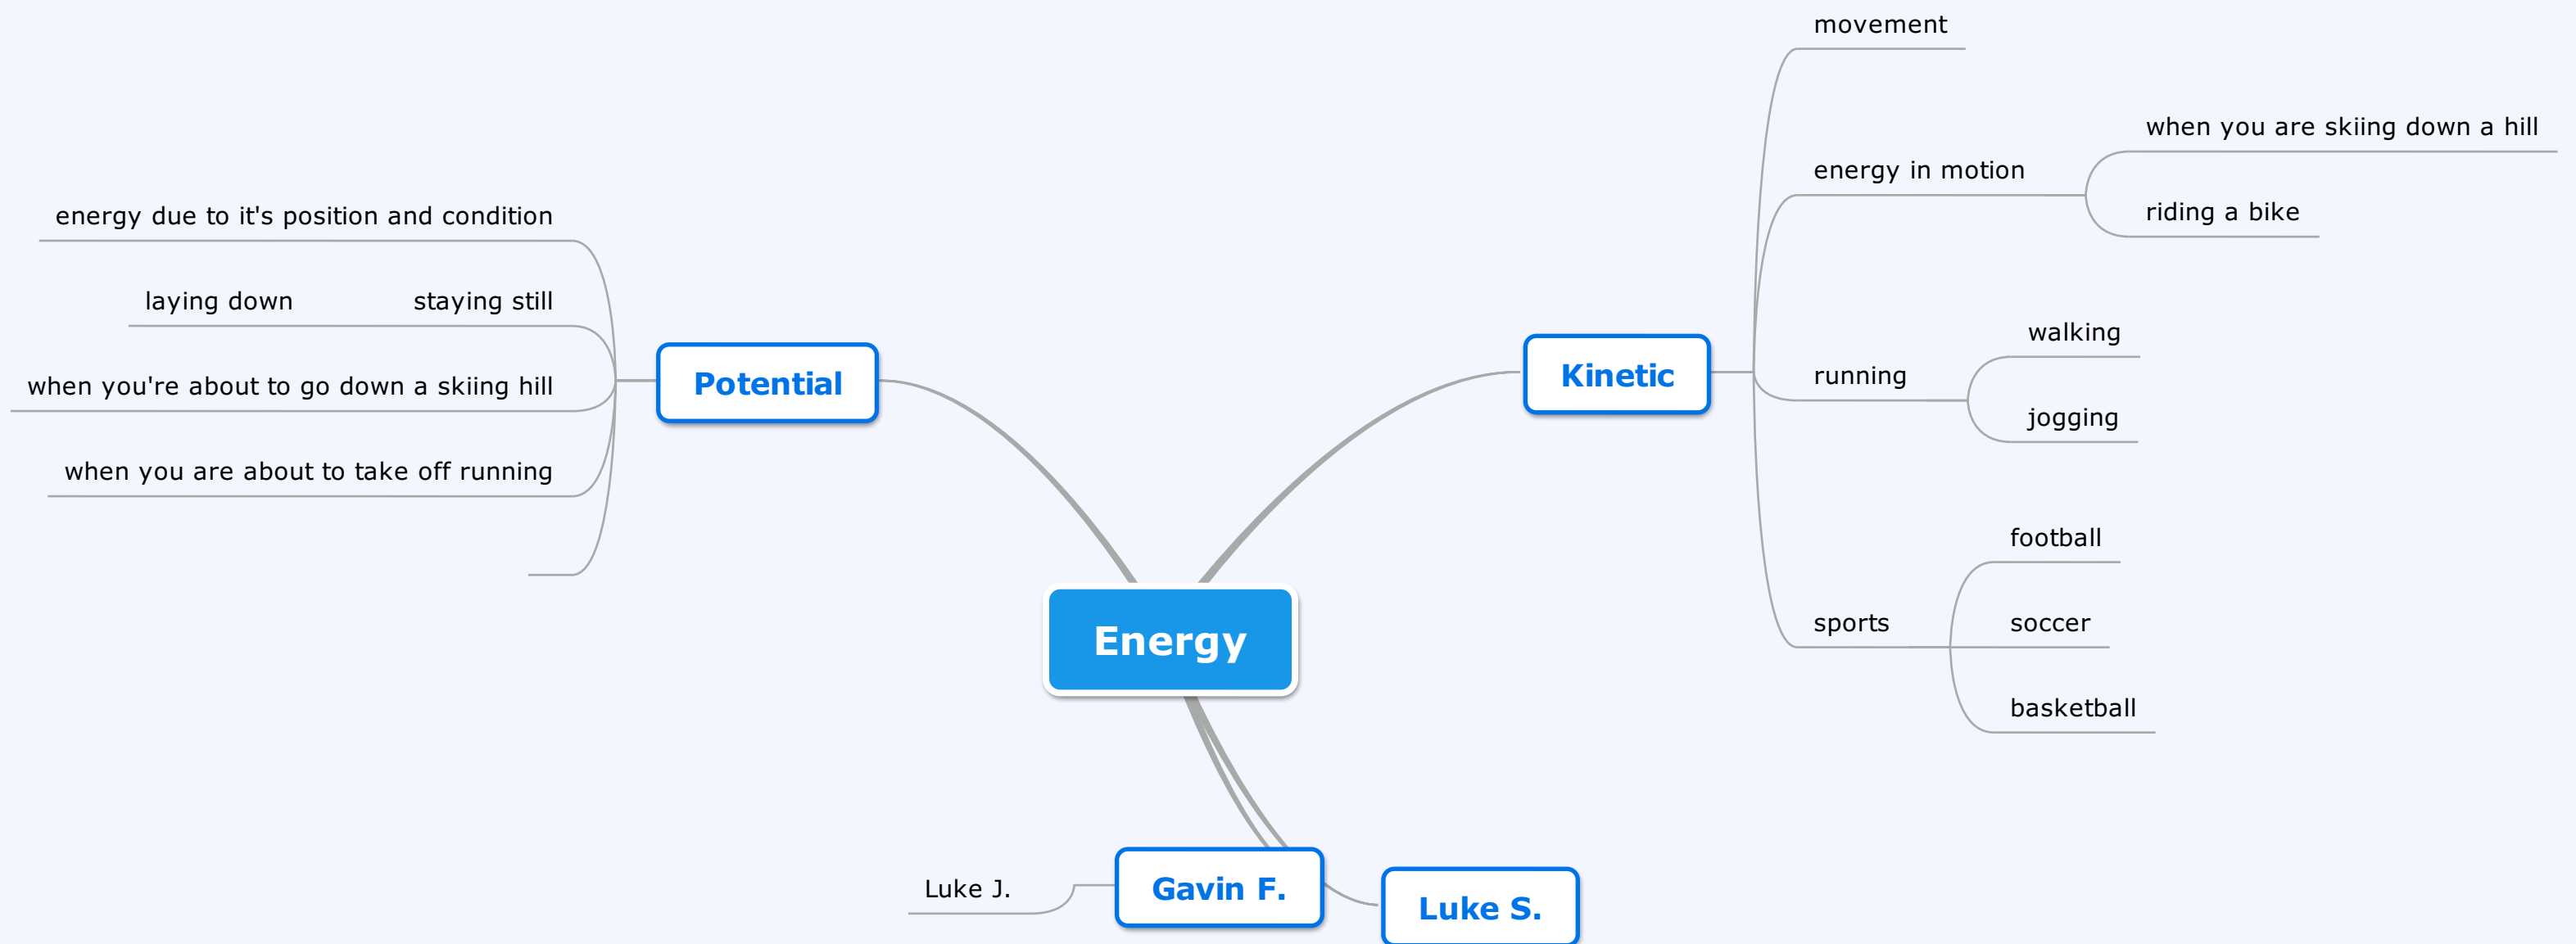 movement
when you are skiing down a hill
energy in motion
riding a bike
energy due to it's position and condition
laying down staying still
walking
when you're about to go down a skiing hill
Potential
Kinetic
running
jogging
when you are about to take off running
football
Energy
sports
soccer
basketball
Luke J.
Gavin F.
Luke S.